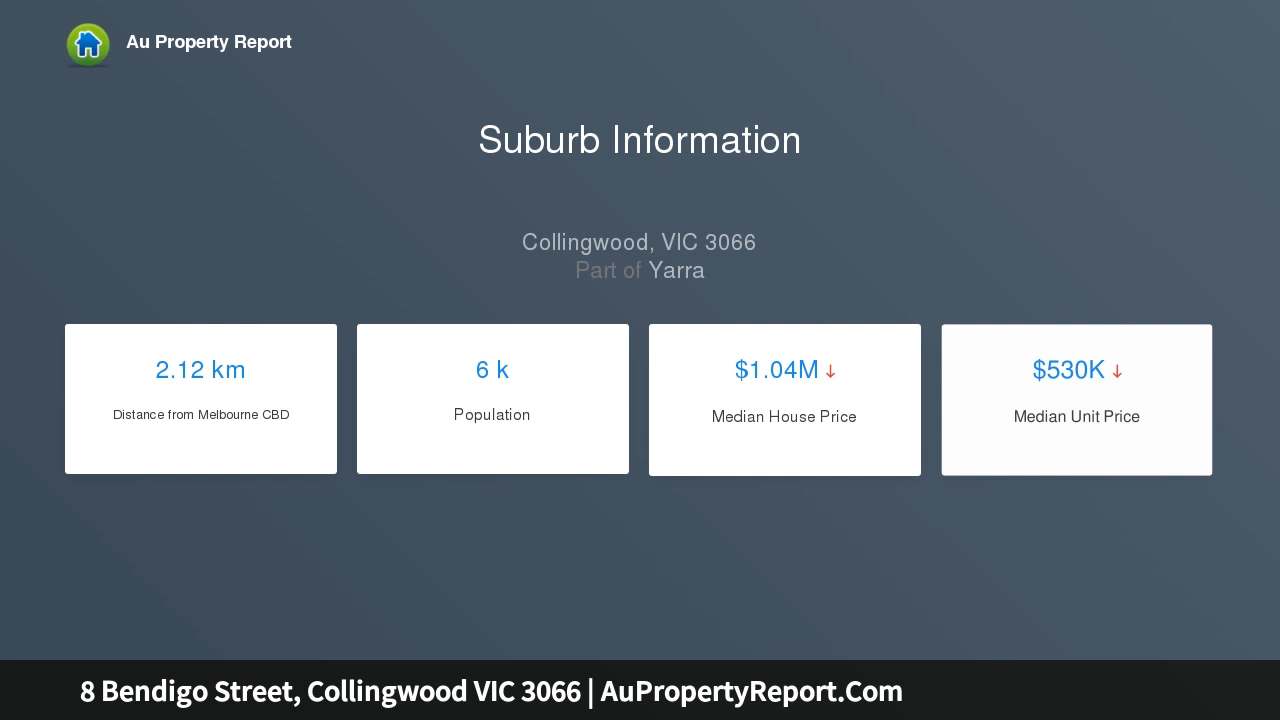 Au Property Report
Suburb Information
Collingwood, VIC 3066
Part of Yarra
2.12 km
Distance from Melbourne CBD
6 k
Population
$1.04M ↓
Median House Price
$530K ↓
Median Unit Price
8 Bendigo Street, Collingwood VIC 3066 | AuPropertyReport.Com